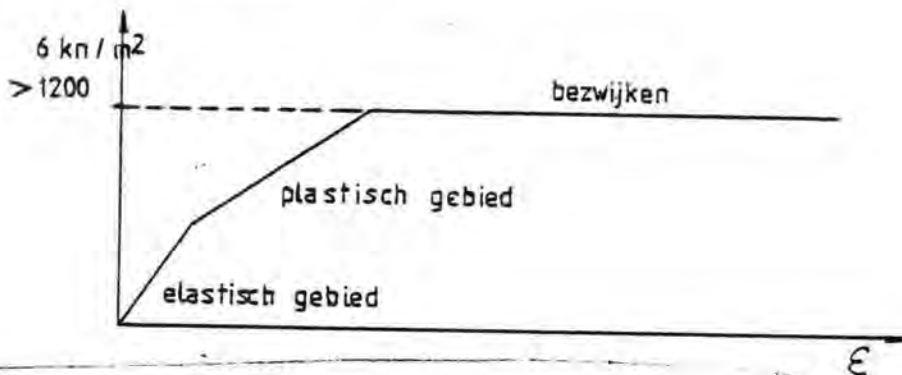 6 kn/m2
>1200
bezwijken
plastisch gebied
elastisch gebied
ε